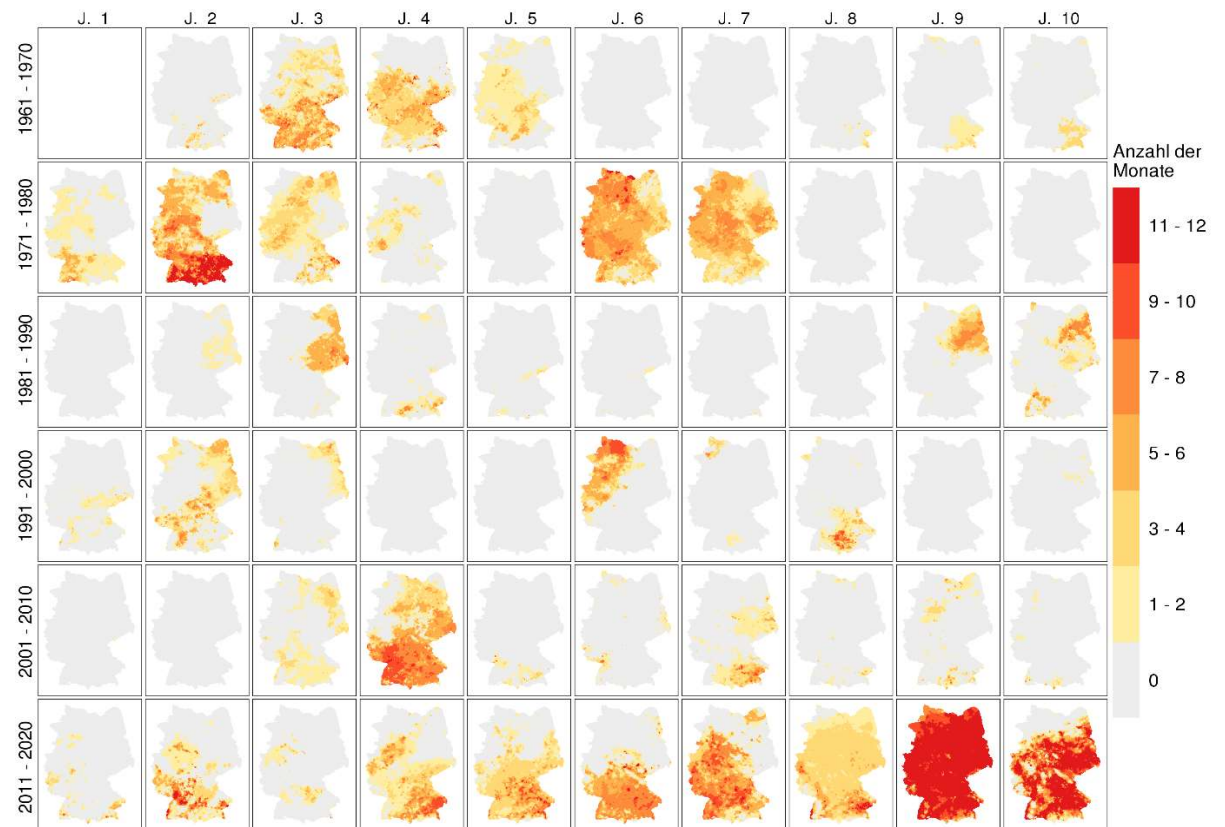 J. 1 J. 2 J. 3 J. 4 J. 5 J. 6 J. 7 J. 8 J. 9 J. 10
1961 - 1970
1971 - 1980
1981 - 1990
1991 - 2000
2001 - 2010
2011 - 2020
Anzahl der
Monate
11 - 12
9 - 10
7 - 8
5 - 6
3 - 4
1 - 2
0